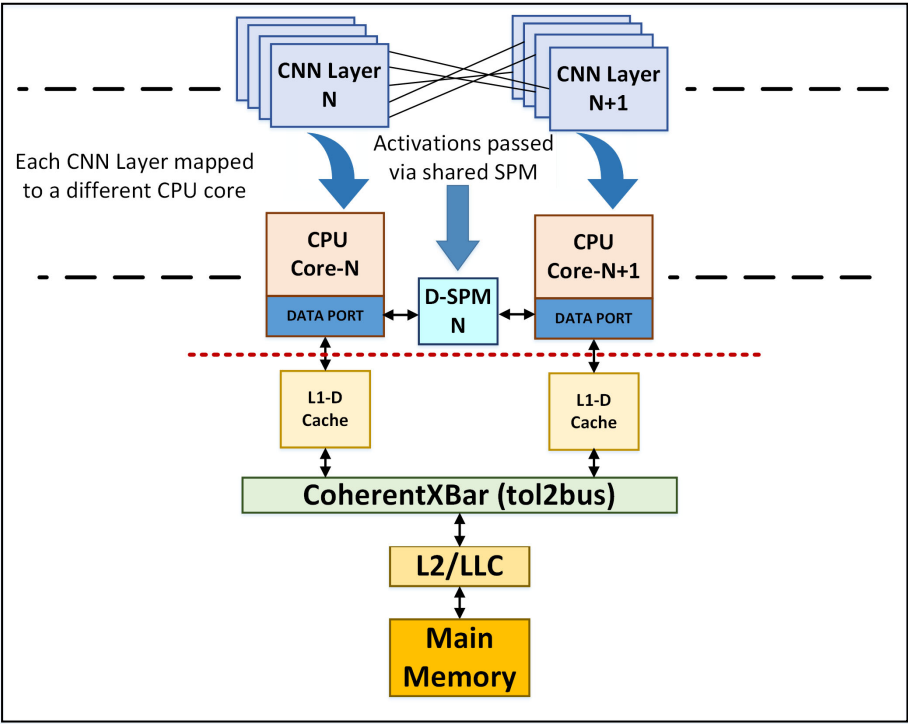 CNN Layer
N
CNN Layer
N+1
Each CNN Layer mapped
to a different CPU core
Activations passed
via shared SPM
CPU
Core-N
DATA PORT
D-SPM
N
CPU
Core-N+1
DATA PORT
L1-D
Cache
L1-D
Cache
CoherentXBar (tol2bus)
L2/LLC
Main
Memory